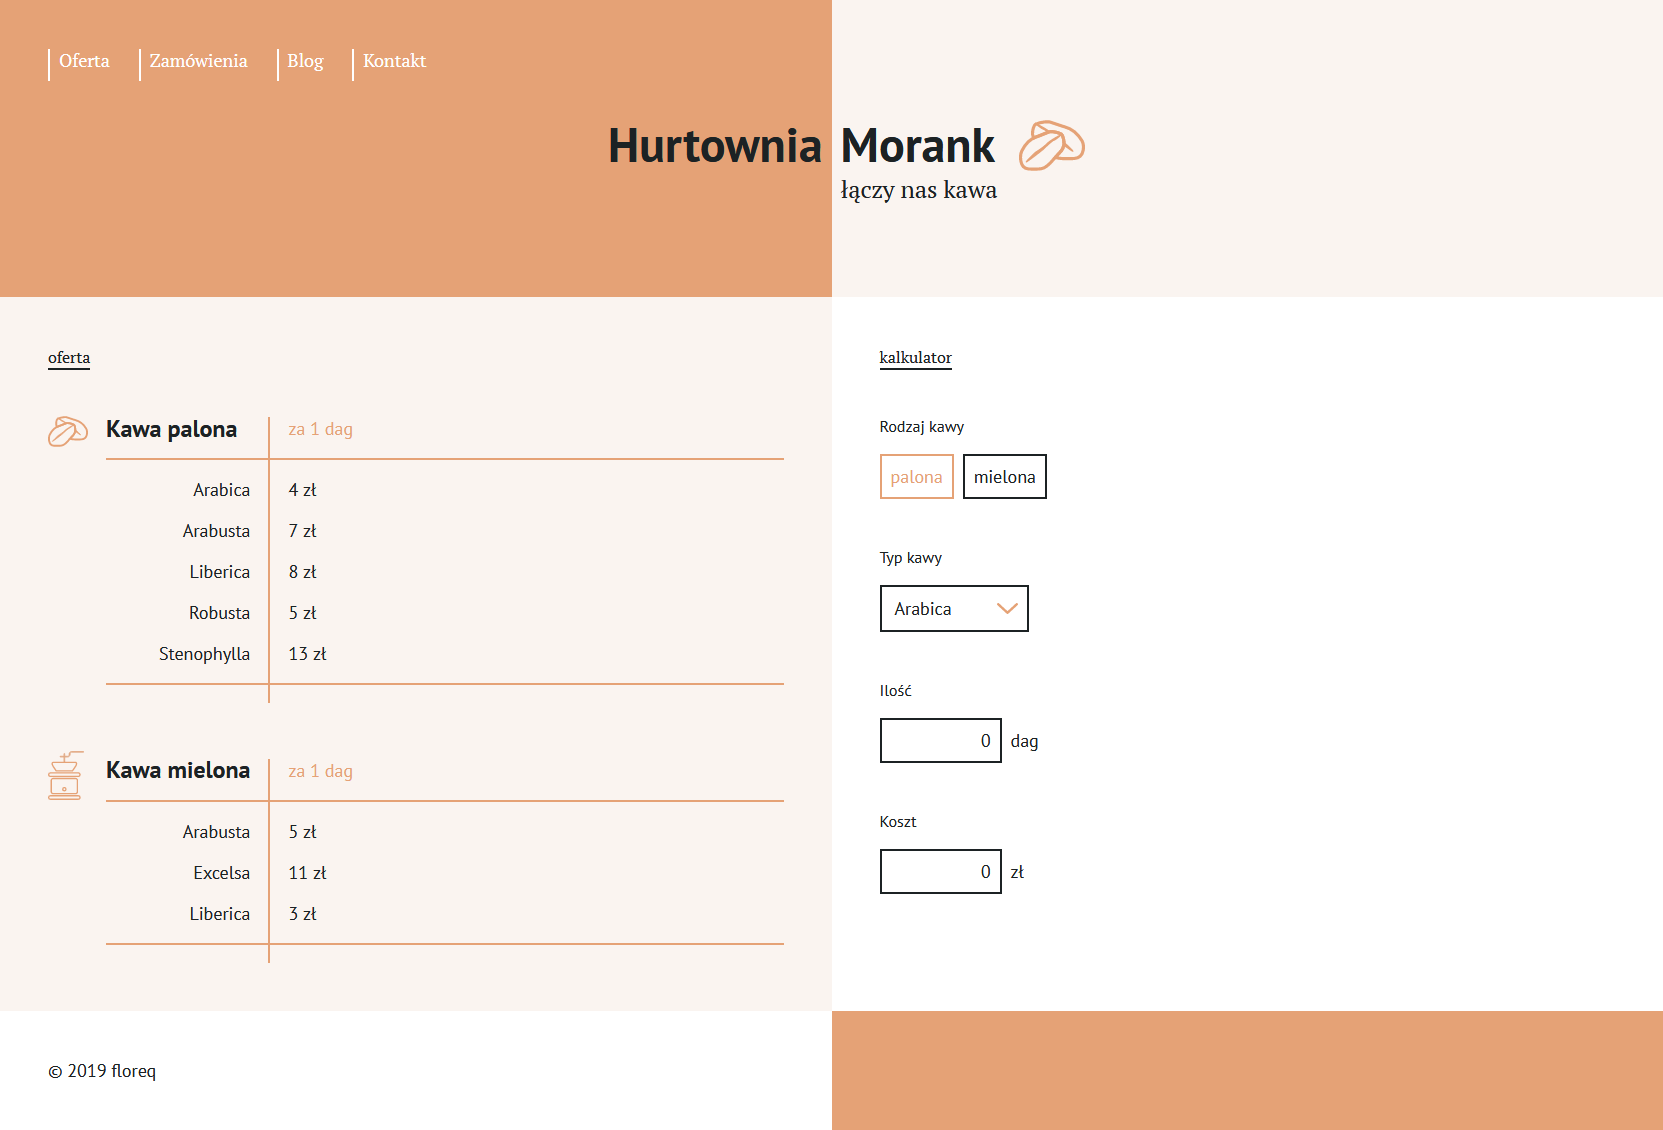 Oferta Zamówienia Blog Kontakt
Hurtownia Morank
łączy nas kawa
oferta
Kawa palona za 1 dag
Arabica 4 zł
Arabusta 7 zł
Liberica 8 zł
Robusta 5 zł
Stenophylla 13 zł
Kawa mielona za 1 dag
Arabusta 5 zł
Excelsa 11 zł
Liberica 3 zł
kalkulator
Rodzaj kawy
palona mielona
Typ kawy
Arabica
Ilość
0 dag
Koszt
0 zł
© 2019 floreq